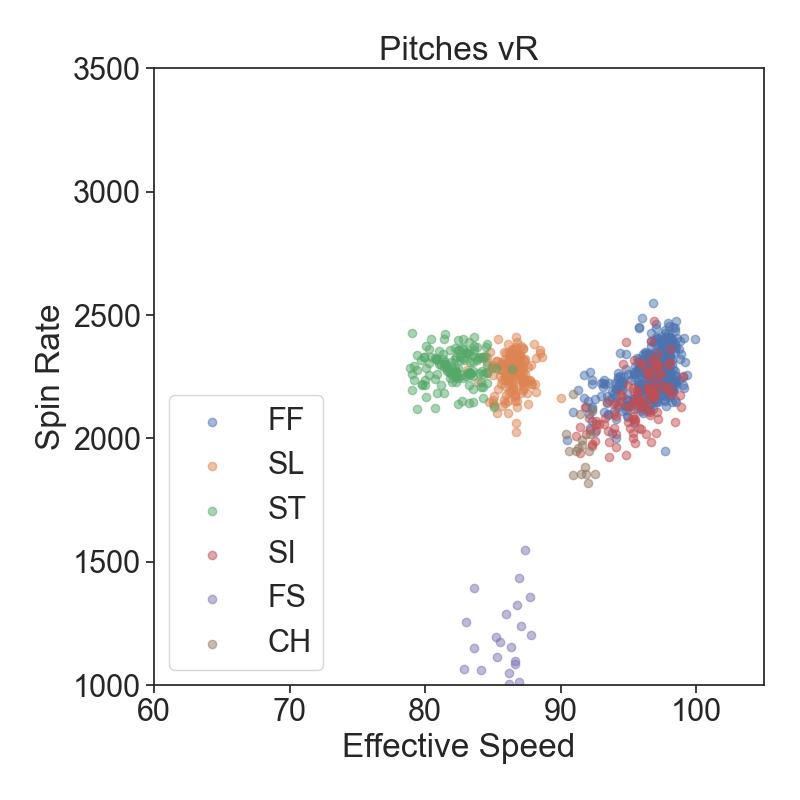 Pitches vR
3500
3000
2500
2000
1500
1000
Spin Rate
FF
SL
ST
SI
FS
CH
60 70 80 90 100
Effective Speed